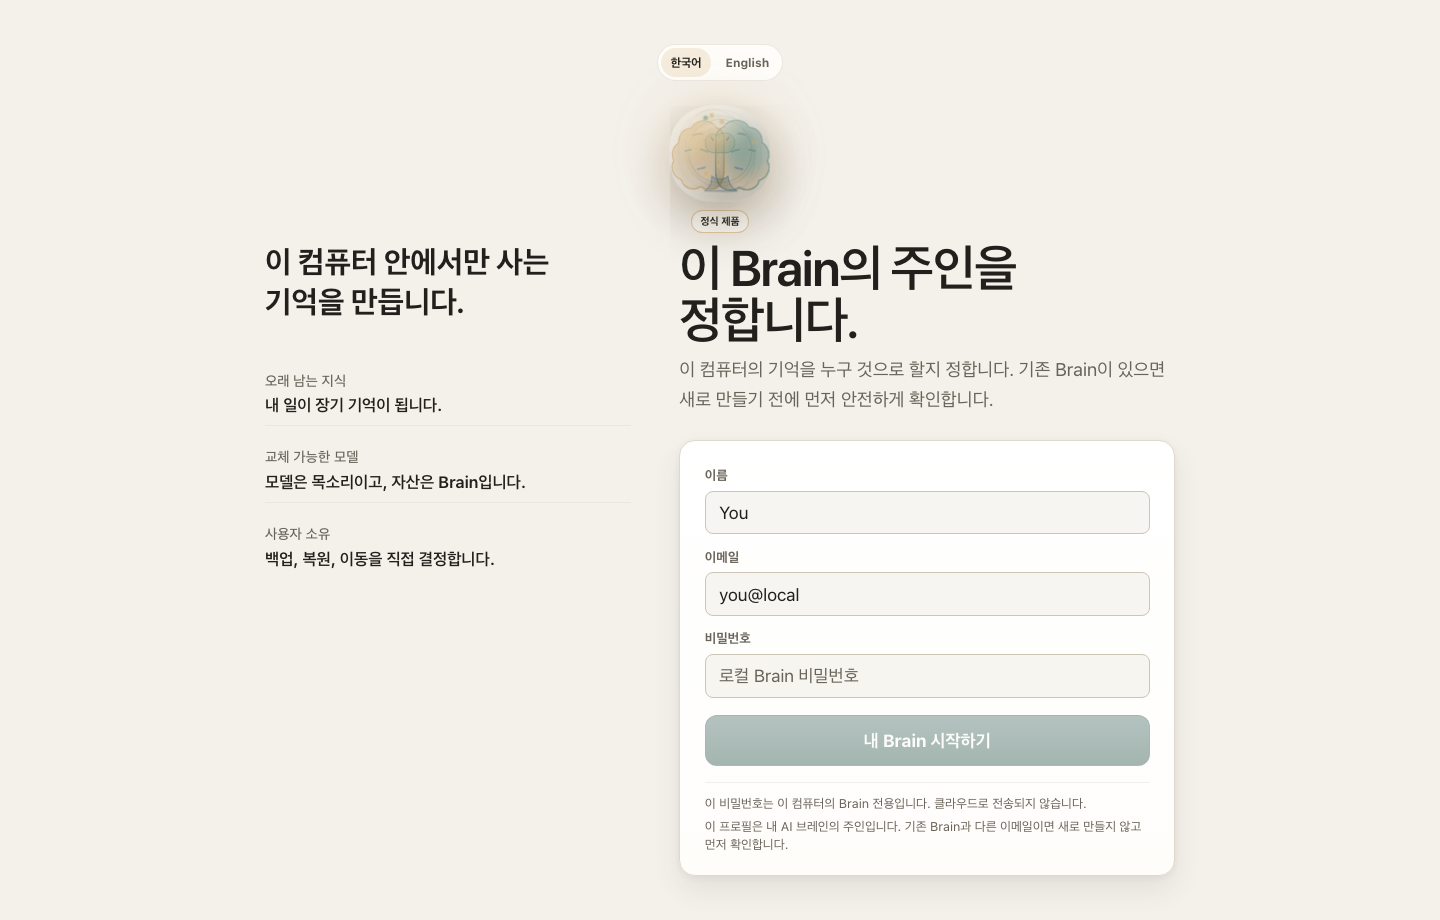 한국어
English
정식 제품
이 컴퓨터 안에서만 사는
기억을 만듭니다.
오래 남는 지식
내 일이 장기 기억이 됩니다.
교체 가능한 모델
모델은 목소리이고, 자산은 Brain입니다.
사용자 소유
백업, 복원, 이동을 직접 결정합니다.
이 Brain의 주인을
정합니다.
이 컴퓨터의 기억을 누구 것으로 할지 정합니다. 기존 Brain이 있으면
새로 만들기 전에 먼저 안전하게 확인합니다.
이름
You
이메일
you@local
비밀번호
로컬 Brain 비밀번호
내 Brain 시작하기
이 비밀번호는 이 컴퓨터의 Brain 전용입니다. 클라우드로 전송되지 않습니다.
이 프로필은 내 AI 브레인의 주인입니다. 기존 Brain과 다른 이메일이면 새로 만들지 않고
먼저 확인합니다.